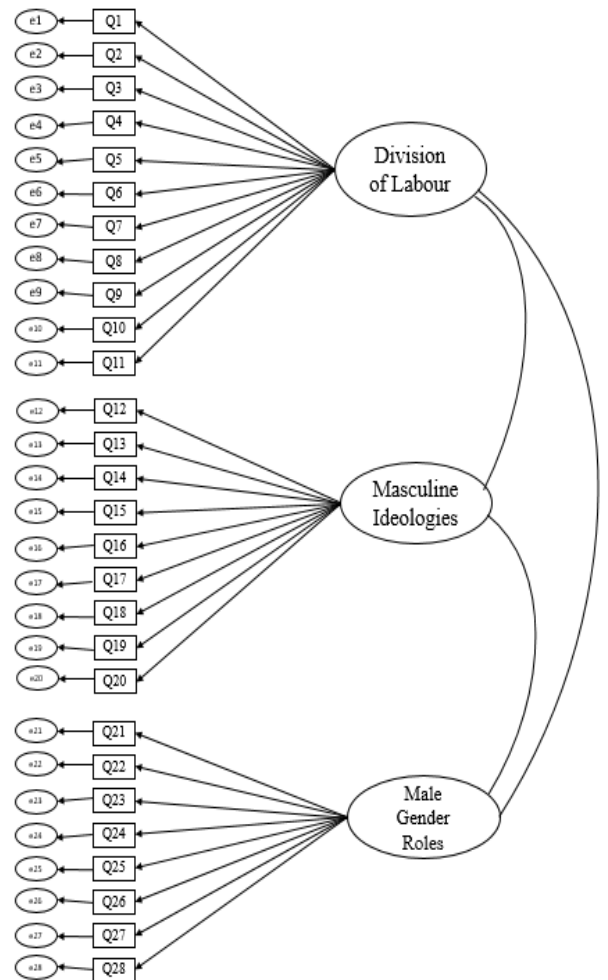 e1 Q1
e2 Q2
e3 Q3
e4 Q4
e5 Q5
e6 Q6
e7 Q7
e8 Q8
e9 Q9
e10 Q10
e11 Q11
Division
of Labour
e12 Q12
e13 Q13
e14 Q14
e15 Q15
e16 Q16
e17 Q17
e18 Q18
e19 Q19
e20 Q20
Masculine
Ideologies
e21 Q21
e22 Q22
e23 Q23
e24 Q24
e25 Q25
e26 Q26
e27 Q27
e28 Q28
Male
Gender
Roles